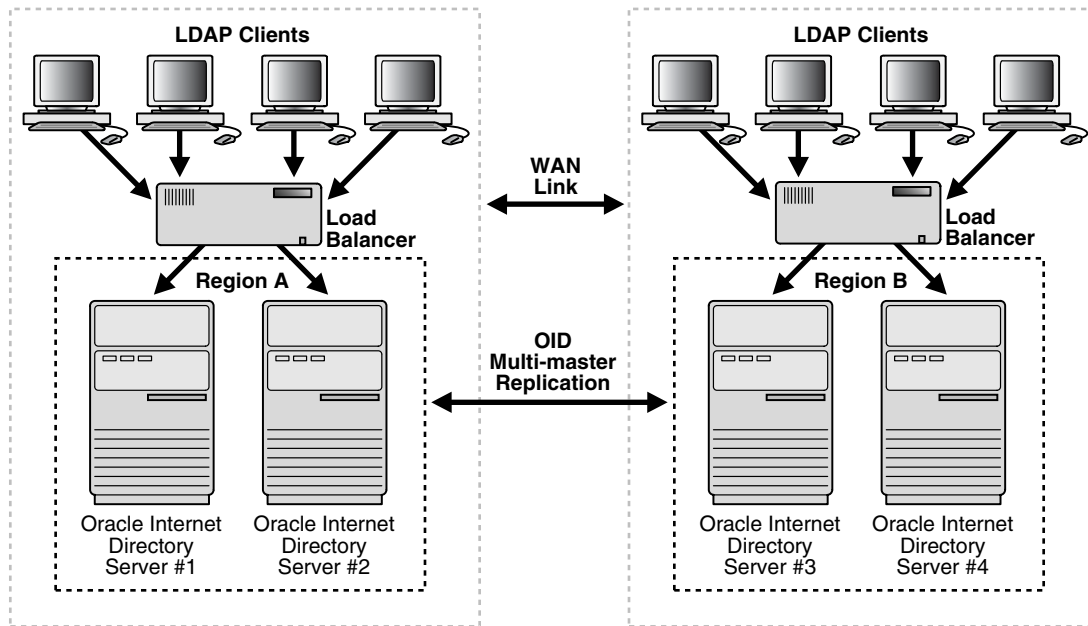 LDAP Clients
LDAP Clients
WAN
Link
Load
Balancer
Load
Balancer
Region A
Region B
OID
Multi-master
Replication
Oracle Internet
Directory
Server #1
Oracle Internet
Directory
Server #2
Oracle Internet
Directory
Server #3
Oracle Internet
Directory
Server #4